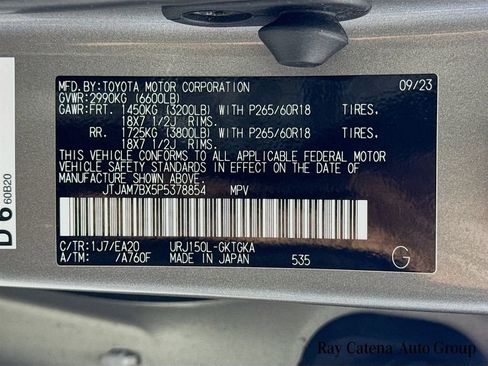 MFD.BY:TOYOTA MOTOR CORPORATION 09/23
GVWR:2990KG (6600LB)
GAWR:FRT. 1450KG (3200LB) WITH P265/60R18 TIRES.
18X7 1/2J RIMS.
RR. 1725KG (3800LB) WITH P265/60R18 TIRES.
18X7 1/2J RIMS.
THIS VEHICLE CONFORMS TO ALL APPLICABLE FEDERAL MOTOR
VEHICLE SAFETY STANDARDS IN EFFECT ON THE DATE OF
MANUFACTURE SHOWN ABOVE.
JTJAM7BX5P5378854 MPV
C/TR:1J7/EA20 URJ150L-GKTGKA
A/TM: /A760F MADE IN JAPAN 535 G
D 6
60B20
Ray Catena Auto Group